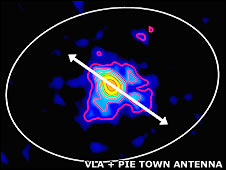 b
VLA + PIE TOWN ANTENNA